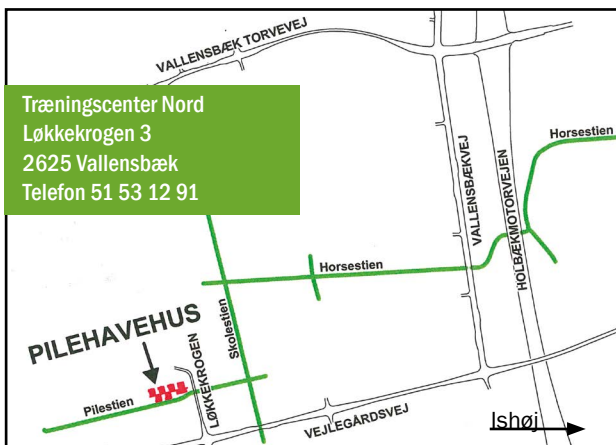 VALLENSBÆK TORVEVEJ
Træningscenter Nord
Løkkekrogen 3
2625 Vallensbæk
Telefon 51 53 12 91
Horsestien
VALLENSBÆKVEJ
HOLBÆKMOTORVEJEN
Horsestien
Skolestien
PILEHAVEHUS
LØKKEKROGEN
Pilestien
VEJLEGÅRDSVEJ
Ishøj